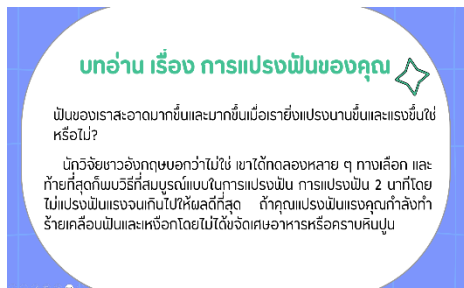 บทอ่าน เรื่อง การแปรงฟันของคุณ
ฟันของเราสะอาดมากขึ้นและมากขึ้นเมื่อเรายิ่งแปรงนานขึ้นและแรงขึ้นใช่
หรือไม่?
นักวิจัยชาวอังกฤษบอกว่าไม่ใช่ เขาได้ทดลองหลาย ๆ ทางเลือก และ
ท้ายที่สุดก็พบวิธีที่สมบูรณ์แบบในการแปรงฟัน การแปรงฟัน 2 นาทีโดย
ไม่แปรงฟันแรงจนเกินไปให้ผลดีที่สุด ถ้าคุณแปรงฟันแรงคุณกำลังทำ
ร้ายเคลือบฟันและเหงือกโดยไม่ได้ขจัดเศษอาหารหรือคราบหินปูน